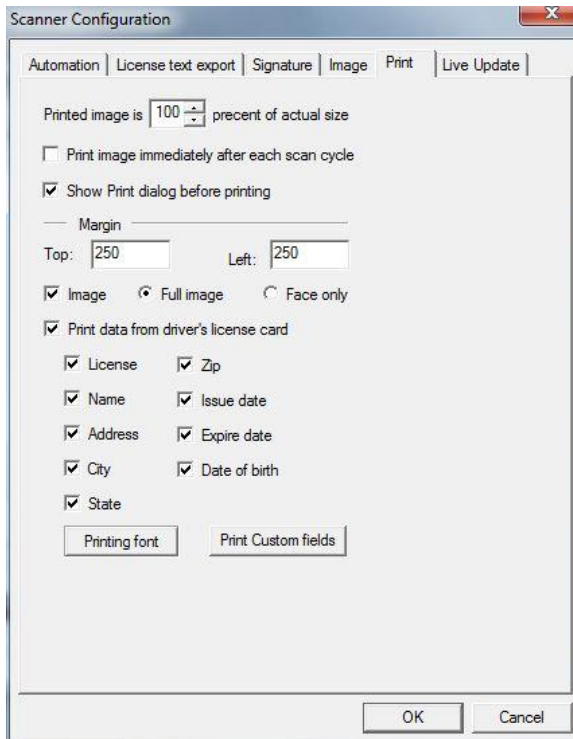 Scanner Configuration
Automation License text export Signature Image Print Live Update
Printed image is 100 precent of actual size
Print image immediately after each scan cycle
Show Print dialog before printing
Margin
Top: 250 Left: 250
Image Full image Face only
Print data from driver's license card
License Zip
Name Issue date
Address Expire date
City Date of birth
State
Printing font Print Custom fields
OK Cancel